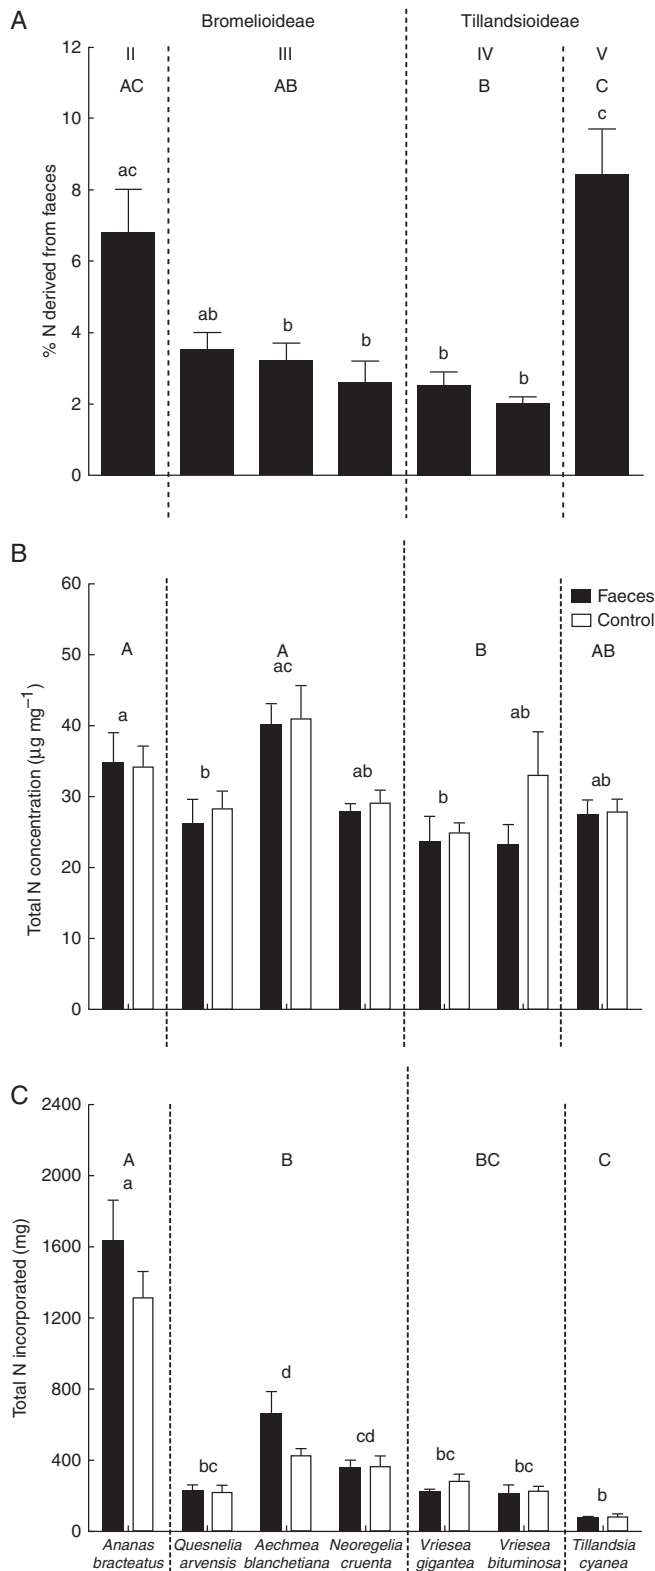 A
Bromelioideae Tillandsioideae
II III IV V
AC AB B C
% N derived from faeces
12
10
8
6
4
2
0
ac ab b b b b c
B
Faeces
Control
Total N concentration (µg mg−1)
60
50
40
30
20
10
0
A A B AB
a b ac ab b ab ab
C
Total N incorporated (mg)
2400
2000
1600
1200
800
400
0
A B BC C
a bc d cd bc bc b
Ananas Quesnelia Aechmea Neoregelia Vriesea Vriesea Tillandsia
bracteatus arvensis blanchetiana cruenta gigantea bituminosa cyanea